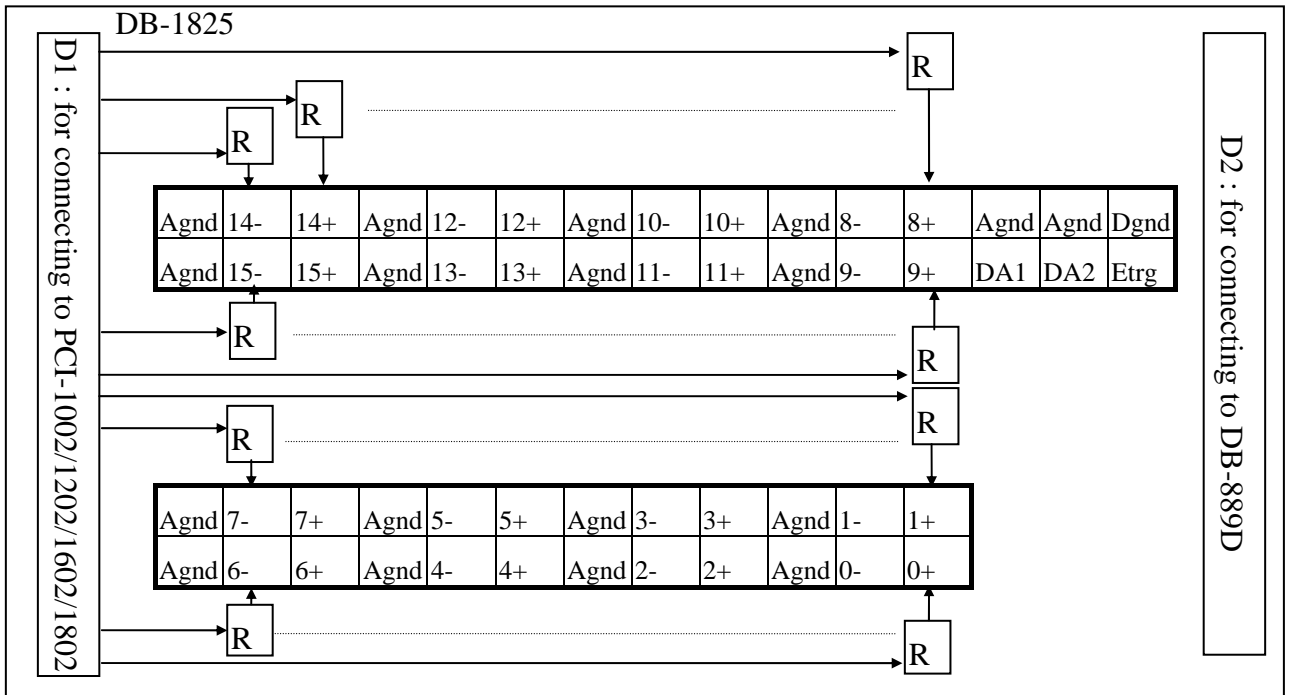 DB-1825
D1 : for connecting to PCI-1002/1202/1602/1802
R
R
R
D2 : for connecting to DB-889D
Agnd 14- 14+ Agnd 12- 12+ Agnd 10- 10+ Agnd 8- 8+ Agnd Agnd Dgnd
Agnd 15- 15+ Agnd 13- 13+ Agnd 11- 11+ Agnd 9- 9+ DA1 DA2 Etrg
R
R
R
R
Agnd 7- 7+ Agnd 5- 5+ Agnd 3- 3+ Agnd 1- 1+
Agnd 6- 6+ Agnd 4- 4+ Agnd 2- 2+ Agnd 0- 0+
R
R